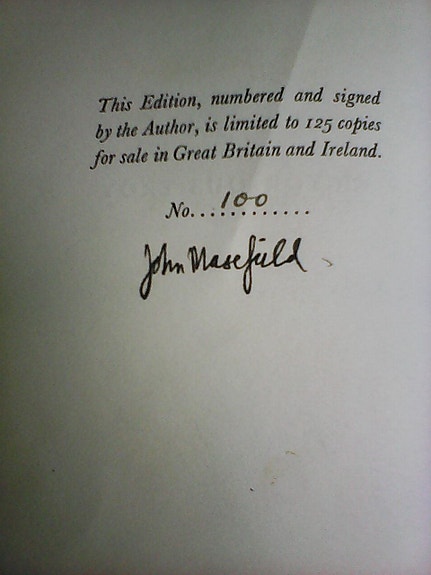 This Edition, numbered and signed
by the Author, is limited to 125 copies
for sale in Great Britain and Ireland.
No...100..........
John Masefield